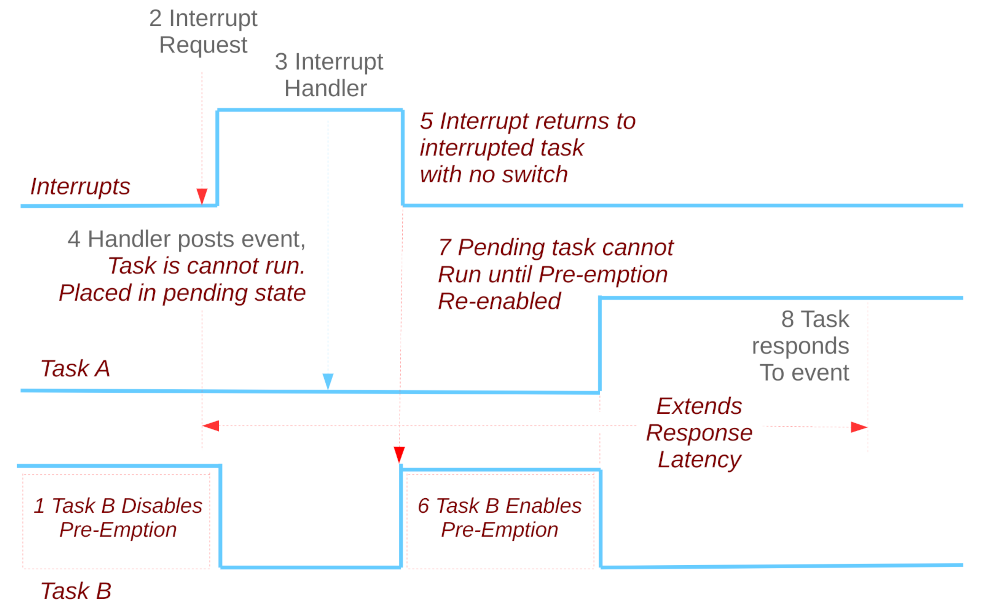 2 Interrupt
Request
3 Interrupt
Handler
5 Interrupt returns to
interrupted task
with no switch
Interrupts
4 Handler posts event,
Task is cannot run.
Placed in pending state
7 Pending task cannot
Run until Pre-emption
Re-enabled
8 Task
responds
To event
Task A
Extends
Response
Latency
1 Task B Disables
Pre-Emption
6 Task B Enables
Pre-Emption
Task B